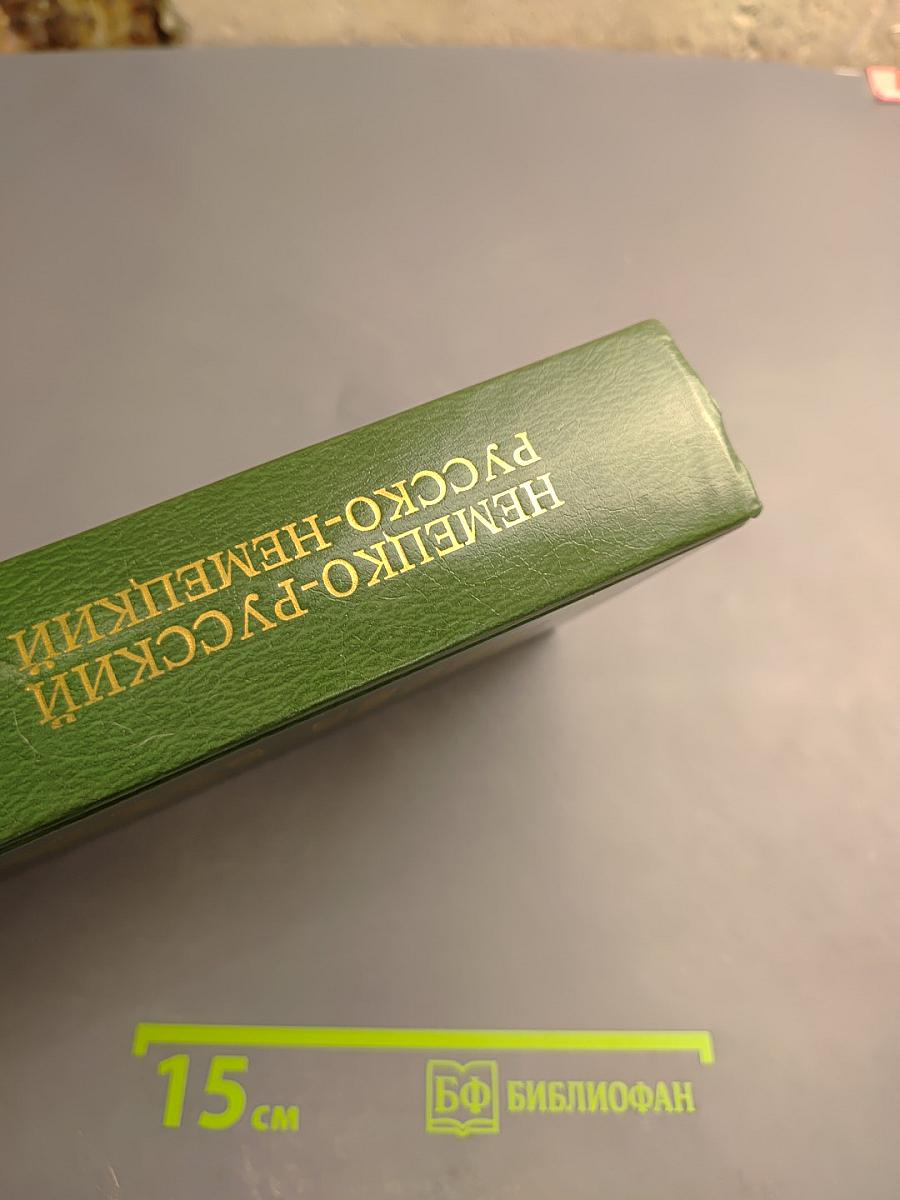 НЕМЕЦКО-РУССКИЙ
РУССКО-НЕМЕЦКИЙ
15 см
БФ БИБЛИОФАН